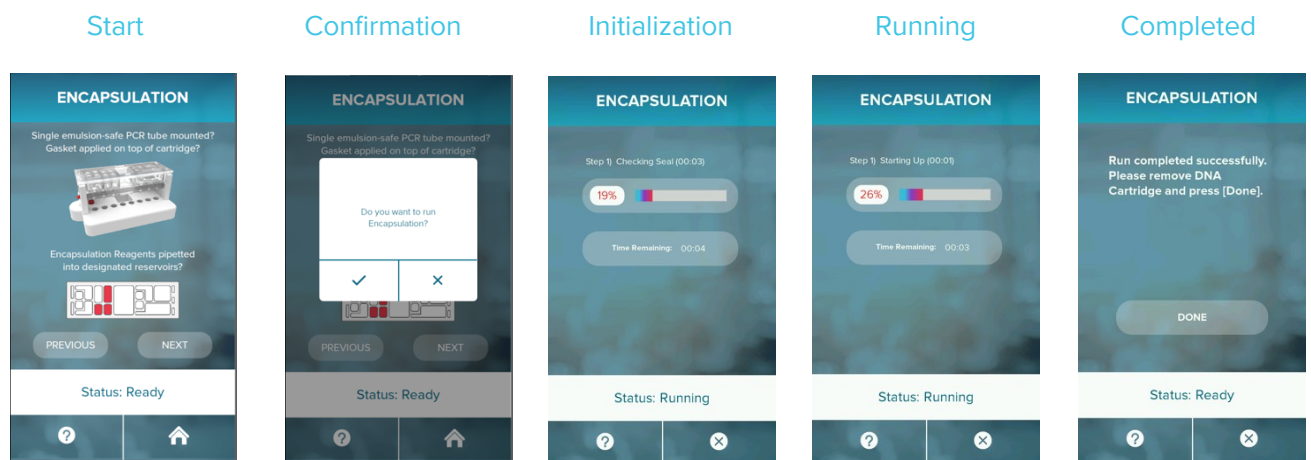 Start
Confirmation
Initialization
Running
Completed
ENCAPSULATION
Single emulsion-safe PCR tube mounted?
Gasket applied on top of cartridge?
Encapsulation Reagents pipetted
into designated reservoirs?
PREVIOUS
NEXT
Status: Ready
?
ENCAPSULATION
Single emulsion-safe PCR tube mounted?
Gasket applied on top of cartridge?
Do you want to run
Encapsulation?
PREVIOUS
NEXT
Status: Ready
?
ENCAPSULATION
Step 1) Checking Seal (00:03)
19%
Time Remaining: 00:04
Status: Running
?
ENCAPSULATION
Step 1) Starting Up (00:01)
26%
Time Remaining: 00:03
Status: Running
?
ENCAPSULATION
Run completed successfully.
Please remove DNA
Cartridge and press [Done].
DONE
Status: Ready
?